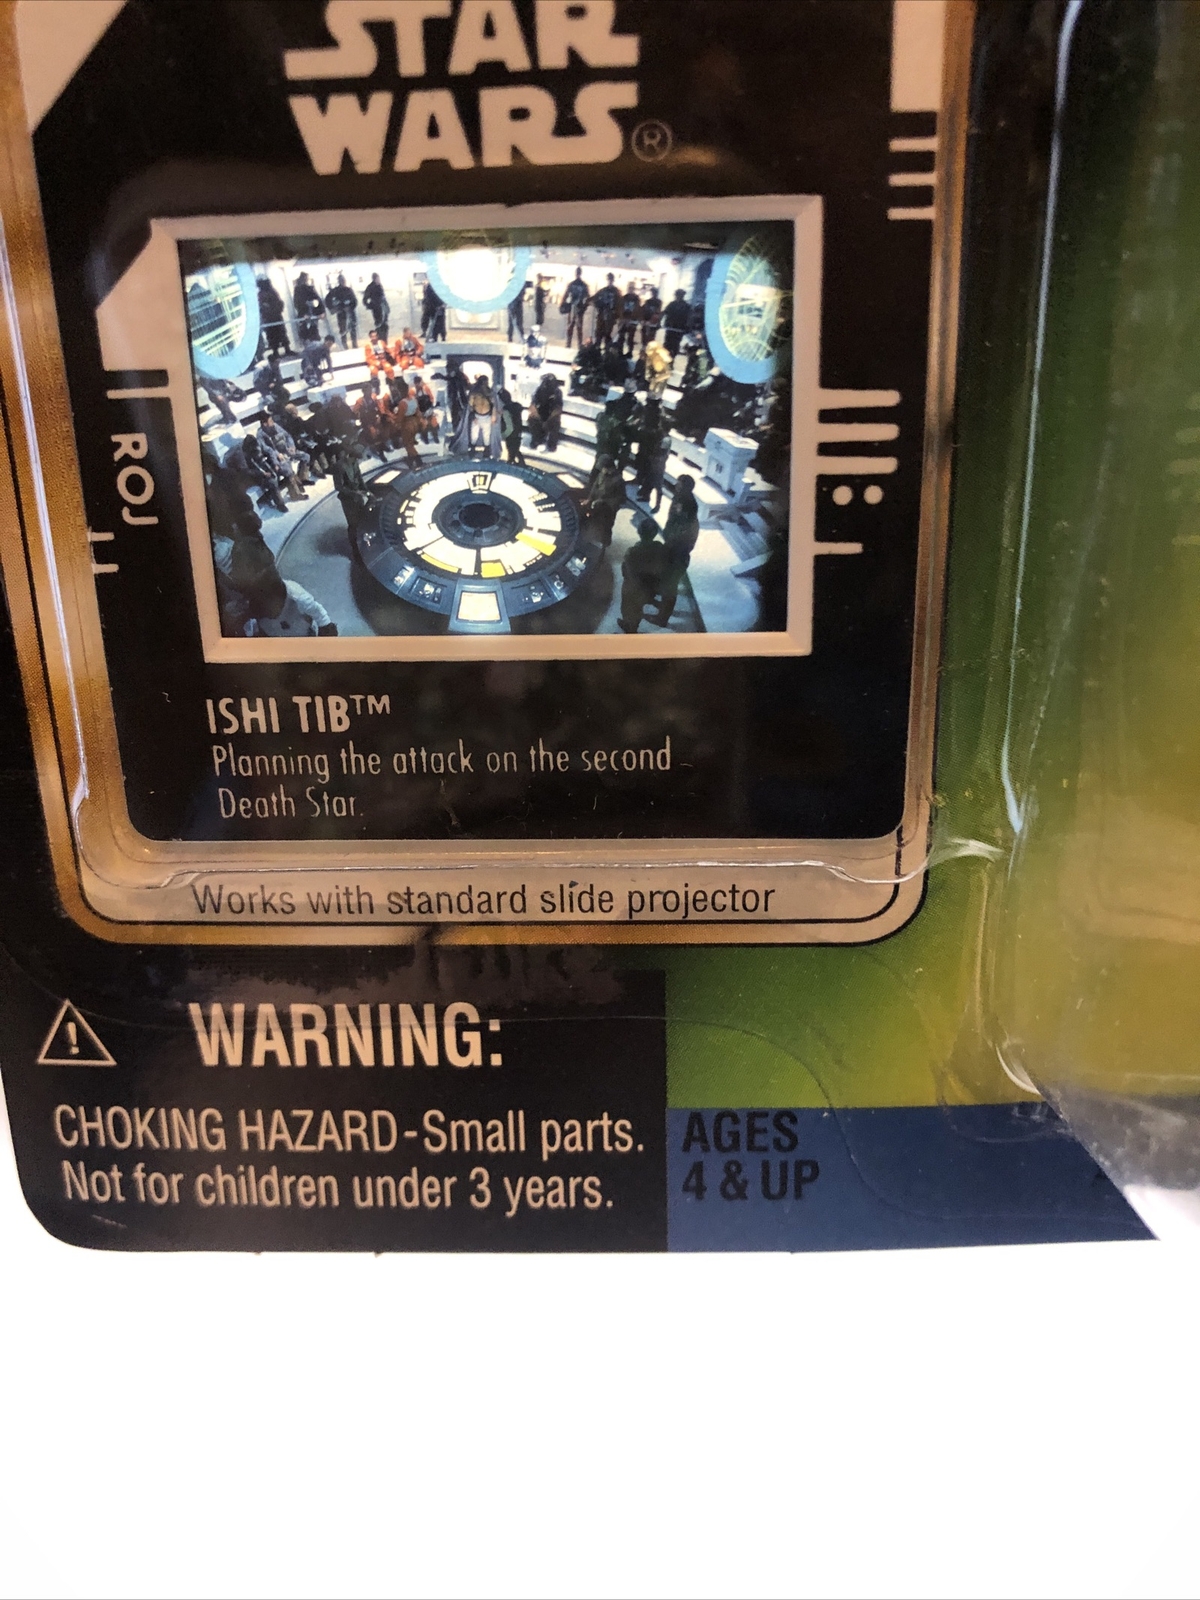 STAR
WARS®
ROJ
ISHI TIB™
Planning the attack on the second
Death Star.
Works with standard slide projector
WARNING:
CHOKING HAZARD-Small parts.
Not for children under 3 years.
AGES
4 & UP